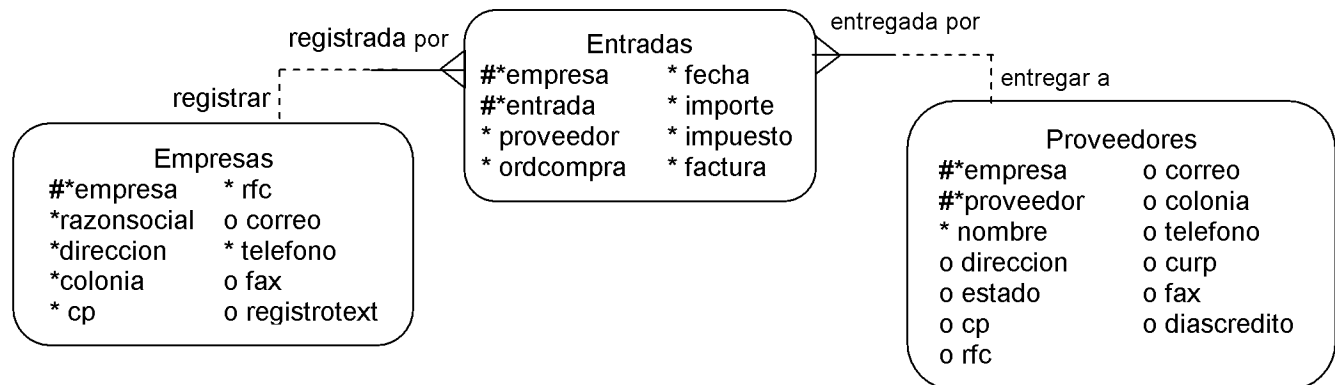 registrada por
registrar
Empresas
#*empresa * rfc
*razonsocial o correo
*direccion * telefono
*colonia o fax
* cp o registrotext
Entradas
#*empresa * fecha
#*entrada * importe
* proveedor * impuesto
* ordcompra * factura
entregada por
entregar a
Proveedores
#*empresa o correo
#*proveedor o colonia
* nombre o telefono
o direccion o curp
o estado o fax
o cp o diascredito
o rfc